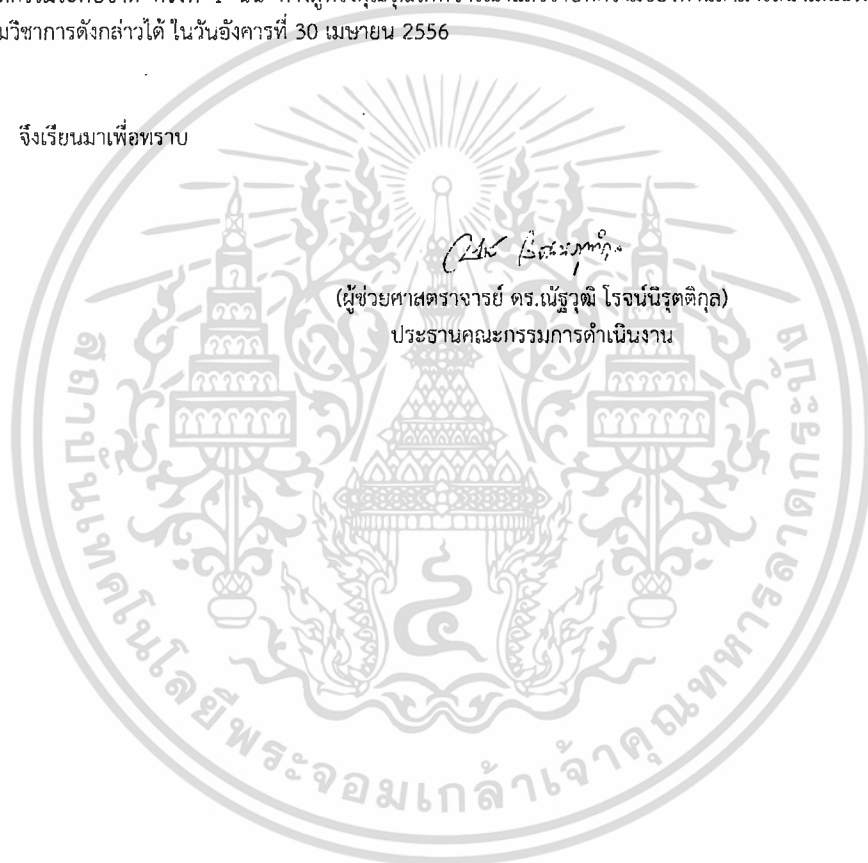 มวิชาการดังกล่าวได้ ในวันอังคารที่ 30 เมษายน 2556
จึงเรียนมาเพื่อทราบ
(ผู้ช่วยศาสตราจารย์ ดร.ณัฐวุฒิ โรจน์นิรุตติกุล)
ประธานคณะกรรมการดำเนินงาน
สถาบันเทคโนโลยีพระจอมเกล้าเจ้าคุณทหารลาดกระบัง
๔